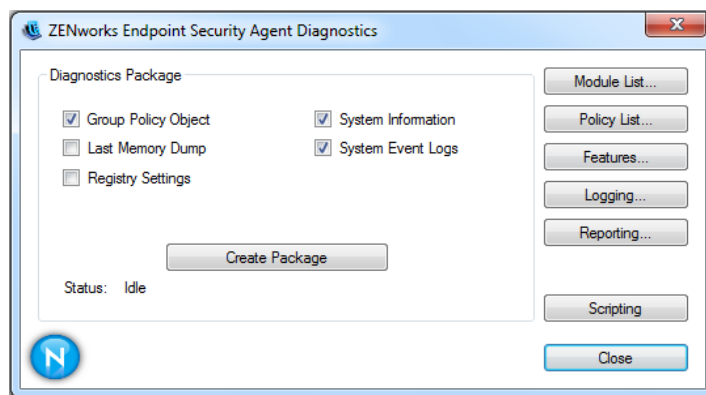 ZENworks Endpoint Security Agent Diagnostics
Diagnostics Package
Group Policy Object
System Information
Last Memory Dump
System Event Logs
Registry Settings
Create Package
Status: Idle
Module List...
Policy List...
Features...
Logging...
Reporting...
Scripting
Close
N